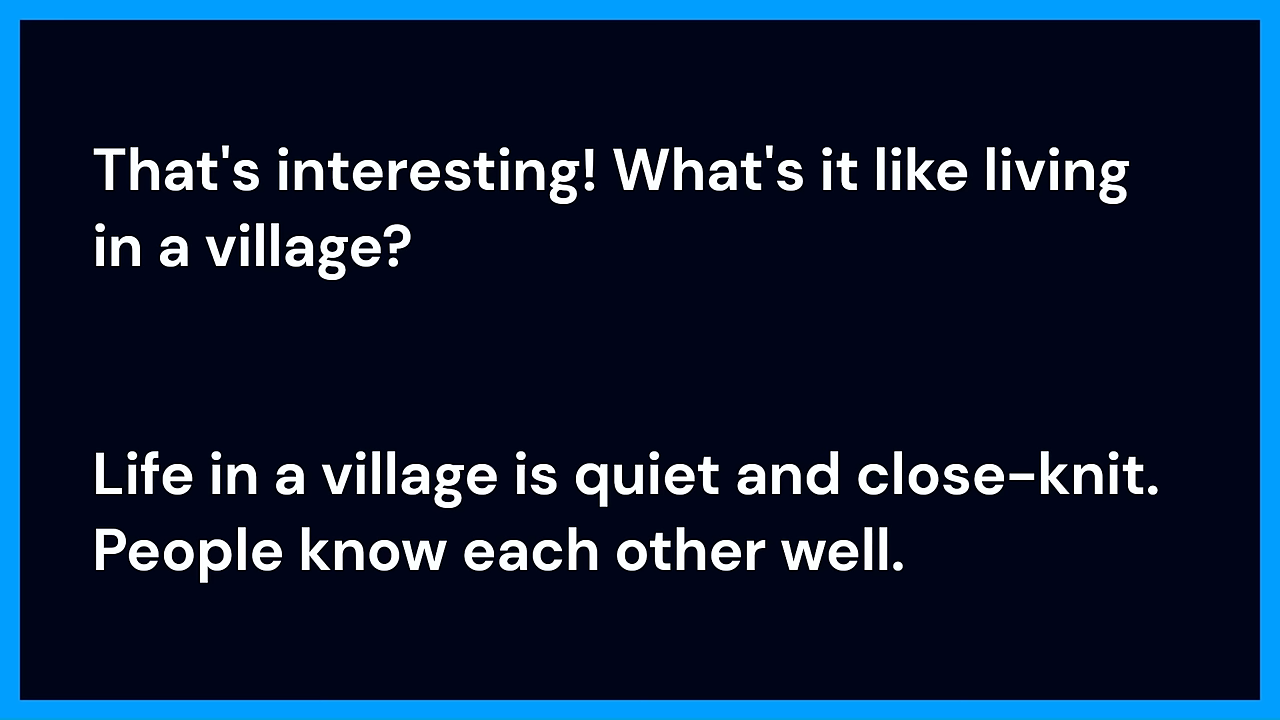 That's interesting! What's it like living
in a village?
Life in a village is quiet and close-knit.
People know each other well.